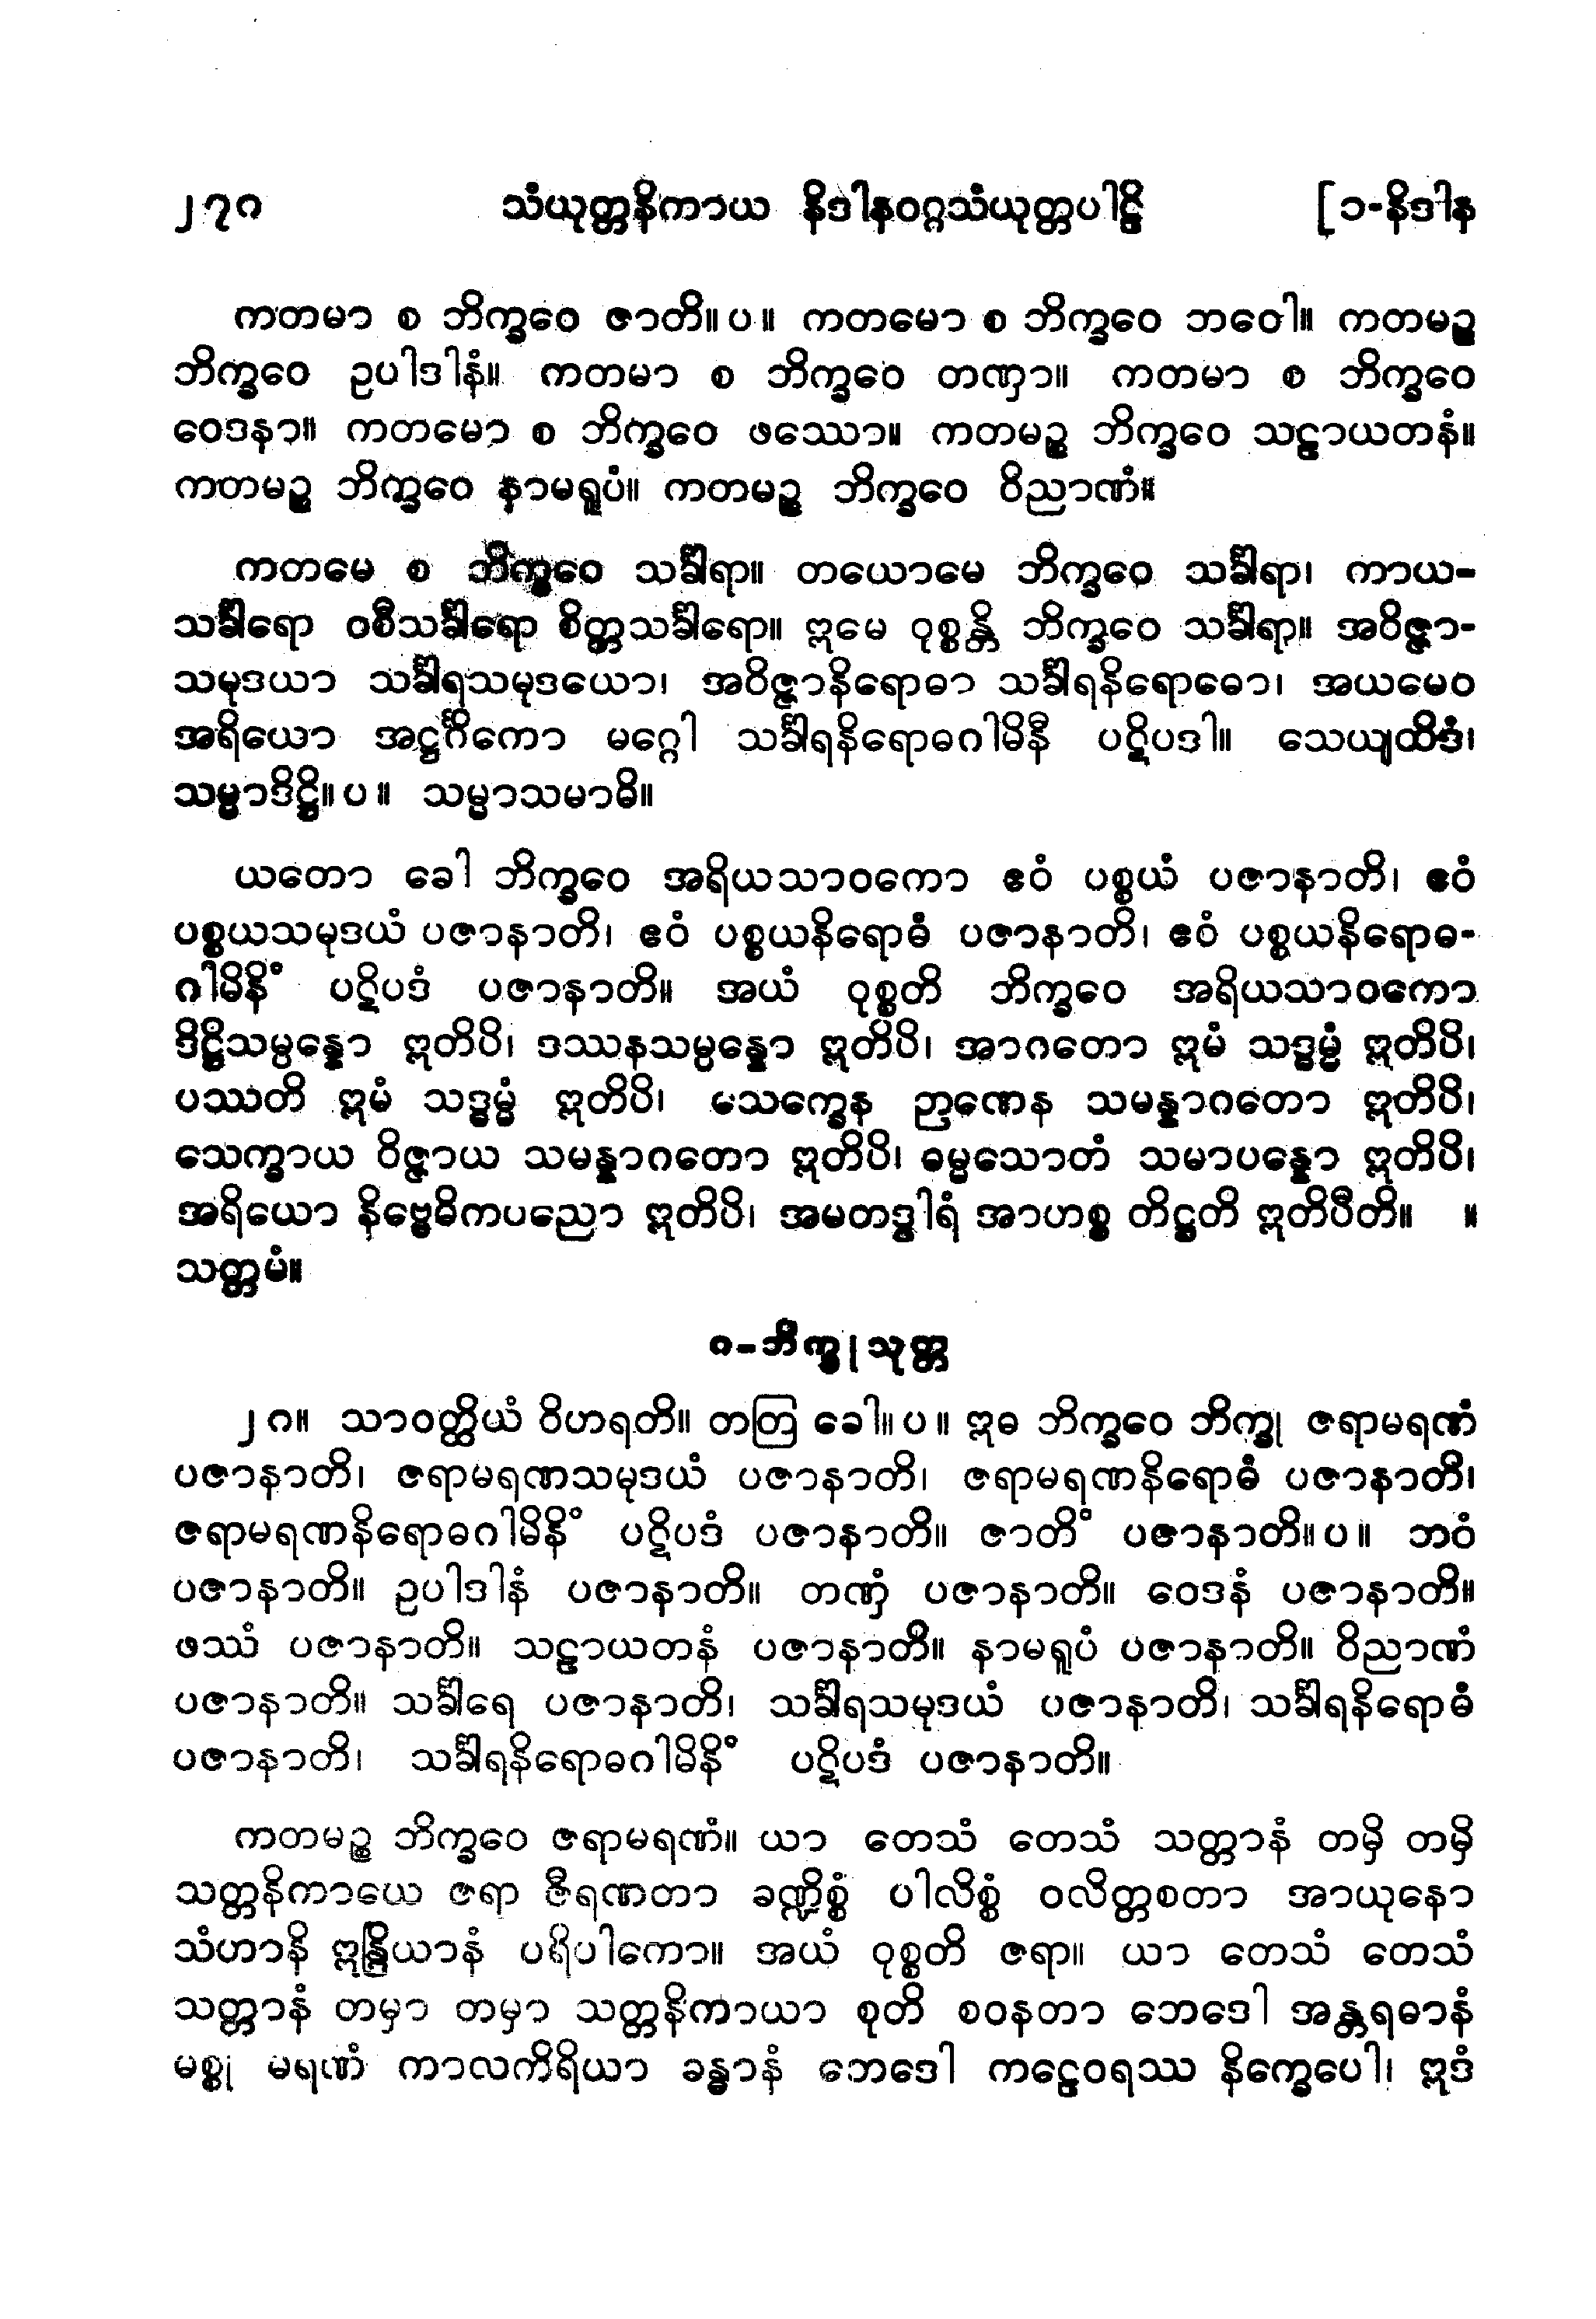 ၂၇၈ သံယုတ္တနိကာယ နိဒါနဝဂ္ဂသံယုတ္တပါဠိ [၁-နိဒါန
ကတမာ စ ဘိက္ခဝေ ဇာတိ။ပ။ ကတမော စ ဘိက္ခဝေ ဘဝေါ။ ကတမဉ္စ
ဘိက္ခဝေ ဥပါဒါနံ။ ကတမာ စ ဘိက္ခဝေ တဏှာ။ ကတမာ စ ဘိက္ခဝေ
ဝေဒနာ။ ကတမော စ ဘိက္ခဝေ ဖဿော။ ကတမဉ္စ ဘိက္ခဝေ သဠာယတနံ။
ကတမဉ္စ ဘိက္ခဝေ နာမရူပံ။ ကတမဉ္စ ဘိက္ခဝေ ဝိညာဏံ။
ကတမေ စ ဘိက္ခဝေ သင်္ခါရာ။ တယောမေ ဘိက္ခဝေ သင်္ခါရာ၊ ကာယ-
သင်္ခါရော ဝစီသင်္ခါရော စိတ္တသင်္ခါရော။ ဣမေ ဝုစ္စန္တိ ဘိက္ခဝေ သင်္ခါရာ။ အဝိဇ္ဇာ-
သမုဒယာ သင်္ခါရသမုဒယော၊ အဝိဇ္ဇာနိရောဓာ သင်္ခါရနိရောဓော၊ အယမေဝ
အရိယော အဋ္ဌင်္ဂိကော မဂ္ဂေါ သင်္ခါရနိရောဓဂါမိနီ ပဋိပဒါ။ သေယျထိဒံ၊
သမ္မာဒိဋ္ဌိ။ပ။ သမ္မာသမာဓိ။
ယတော ခေါ ဘိက္ခဝေ အရိယသာဝကော ဧဝံ ပစ္စယံ ပဇာနာတိ၊ ဧဝံ
ပစ္စယသမုဒယံ ပဇာနာတိ၊ ဧဝံ ပစ္စယနိရောဓံ ပဇာနာတိ၊ ဧဝံ ပစ္စယနိရောဓ-
ဂါမိနိံ ပဋိပဒံ ပဇာနာတိ။ အယံ ဝုစ္စတိ ဘိက္ခဝေ အရိယသာဝကော
ဒိဋ္ဌိသမ္ပန္နော ဣတိပိ၊ ဒဿနသမ္ပန္နော ဣတိပိ၊ အာဂတော ဣမံ သဒ္ဓမ္မံ ဣတိပိ၊
ပဿတိ ဣမံ သဒ္ဓမ္မံ ဣတိပိ၊ သေက္ခေန ဉာဏေန သမန္နာဂတော ဣတိပိ၊
သေက္ခာယ ဝိဇ္ဇာယ သမန္နာဂတော ဣတိပိ၊ ဓမ္မသောတံ သမာပန္နော ဣတိပိ၊
အရိယော နိဗ္ဗေဓိကပညော ဣတိပိ၊ အမတဒွါရံ အာဟစ္စ တိဋ္ဌတိ ဣတိပီတိ။ ။
သတ္တမံ။
၈-ဘိက္ခုသုတ္တ
၂၈။ သာဝတ္ထိယံ ဝိဟရတိ။ တတြ ခေါ။ပ။ ဣဓ ဘိက္ခဝေ ဘိက္ခု ဇရာမရဏံ
ပဇာနာတိ၊ ဇရာမရဏသမုဒယံ ပဇာနာတိ၊ ဇရာမရဏနိရောဓံ ပဇာနာတိ၊
ဇရာမရဏနိရောဓဂါမိနိံ ပဋိပဒံ ပဇာနာတိ။ ဇာတိံ ပဇာနာတိ။ပ။ ဘဝံ
ပဇာနာတိ။ ဥပါဒါနံ ပဇာနာတိ။ တဏှံ ပဇာနာတိ။ ဝေဒနံ ပဇာနာတိ။
ဖဿံ ပဇာနာတိ။ သဠာယတနံ ပဇာနာတိ။ နာမရူပံ ပဇာနာတိ။ ဝိညာဏံ
ပဇာနာတိ။ သင်္ခါရေ ပဇာနာတိ၊ သင်္ခါရသမုဒယံ ပဇာနာတိ၊ သင်္ခါရနိရောဓံ
ပဇာနာတိ၊ သင်္ခါရနိရောဓဂါမိနိံ ပဋိပဒံ ပဇာနာတိ။
ကတမဉ္စ ဘိက္ခဝေ ဇရာမရဏံ။ ယာ တေသံ တေသံ သတ္တာနံ တမှိ တမှိ
သတ္တနိကာယေ ဇရာ ဇီရဏတာ ခဏ္ဍိစ္စံ ပါလိစ္စံ ဝလိတ္တစတာ အာယုနော
သံဟာနိ ဣန္ဒြိယာနံ ပရိပါကော။ အယံ ဝုစ္စတိ ဇရာ။ ယာ တေသံ တေသံ
သတ္တာနံ တမှာ တမှာ သတ္တနိကာယာ စုတိ စဝနတာ ဘေဒေါ အန္တရဓာနံ
မစ္စု မရဏံ ကာလကိရိယာ ခန္ဓာနံ ဘေဒေါ ကဠေဝရဿ နိက္ခေပေါ၊ ဣဒံ